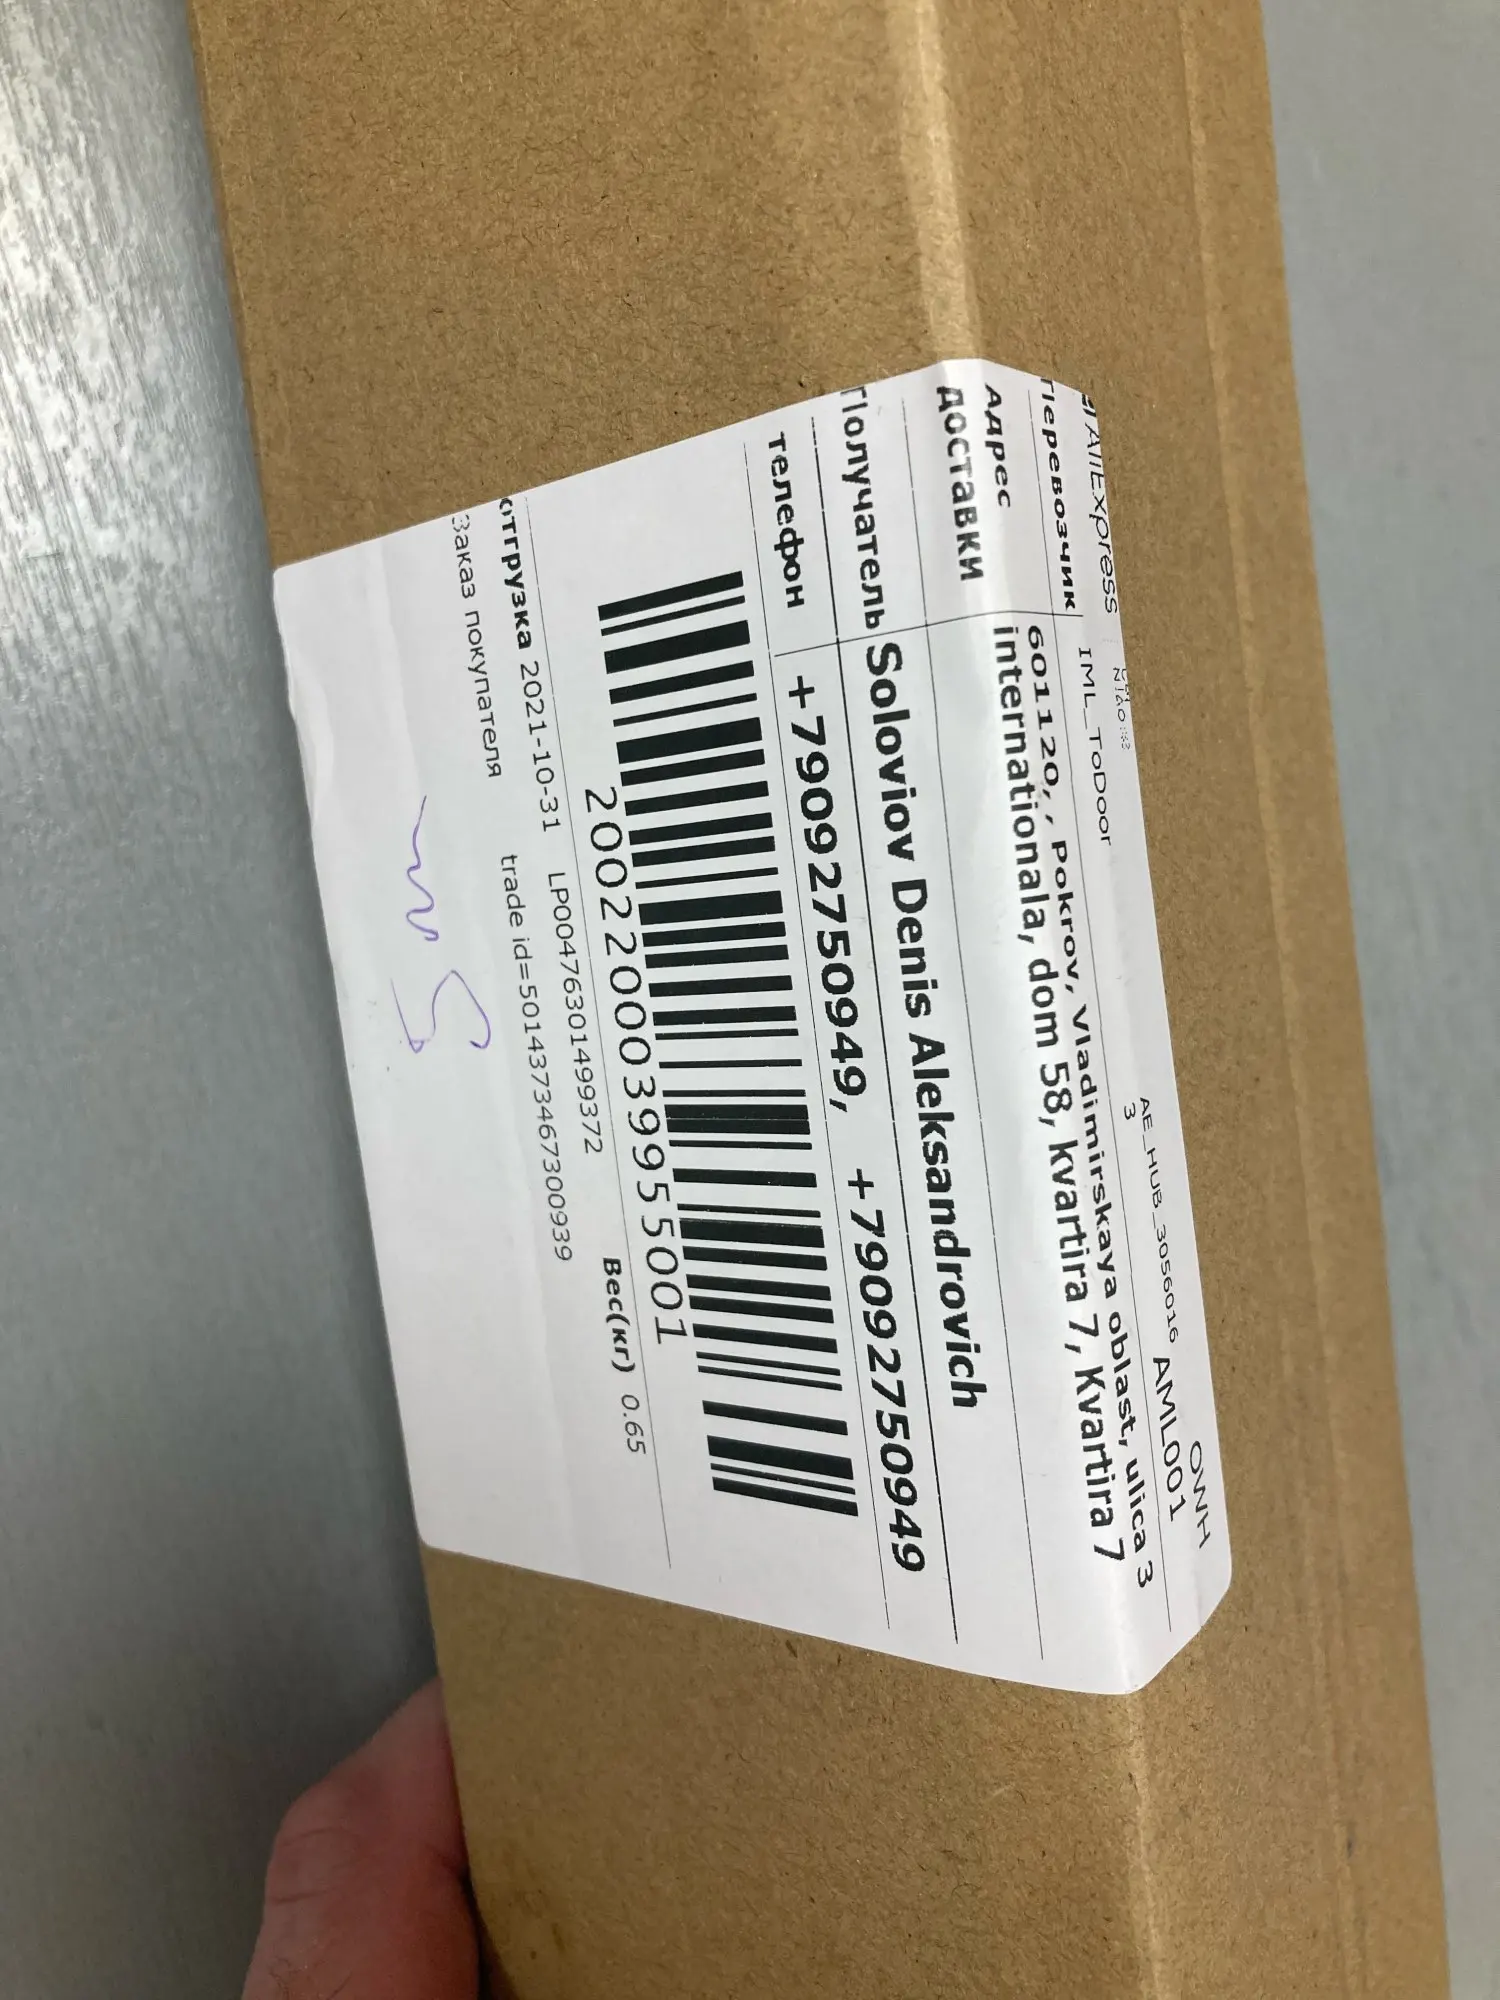 AliExpress
OWH
AE_HUB_3056016
3
AML001
Перевозчик IML_ToDoor
Адрес
доставки
601120, , Pokrov, Vladimirskaya oblast, ulica 3
internationala, dom 58, kvartira 7, Kvartira 7
Получатель Soloviov Denis Aleksandrovich
телефон +79092750949, +79092750949
2002200039955001
отгрузка 2021-10-31 LP00476301499372 Вес(кг) 0.65
Заказ покупателя trade id=5014373467300939